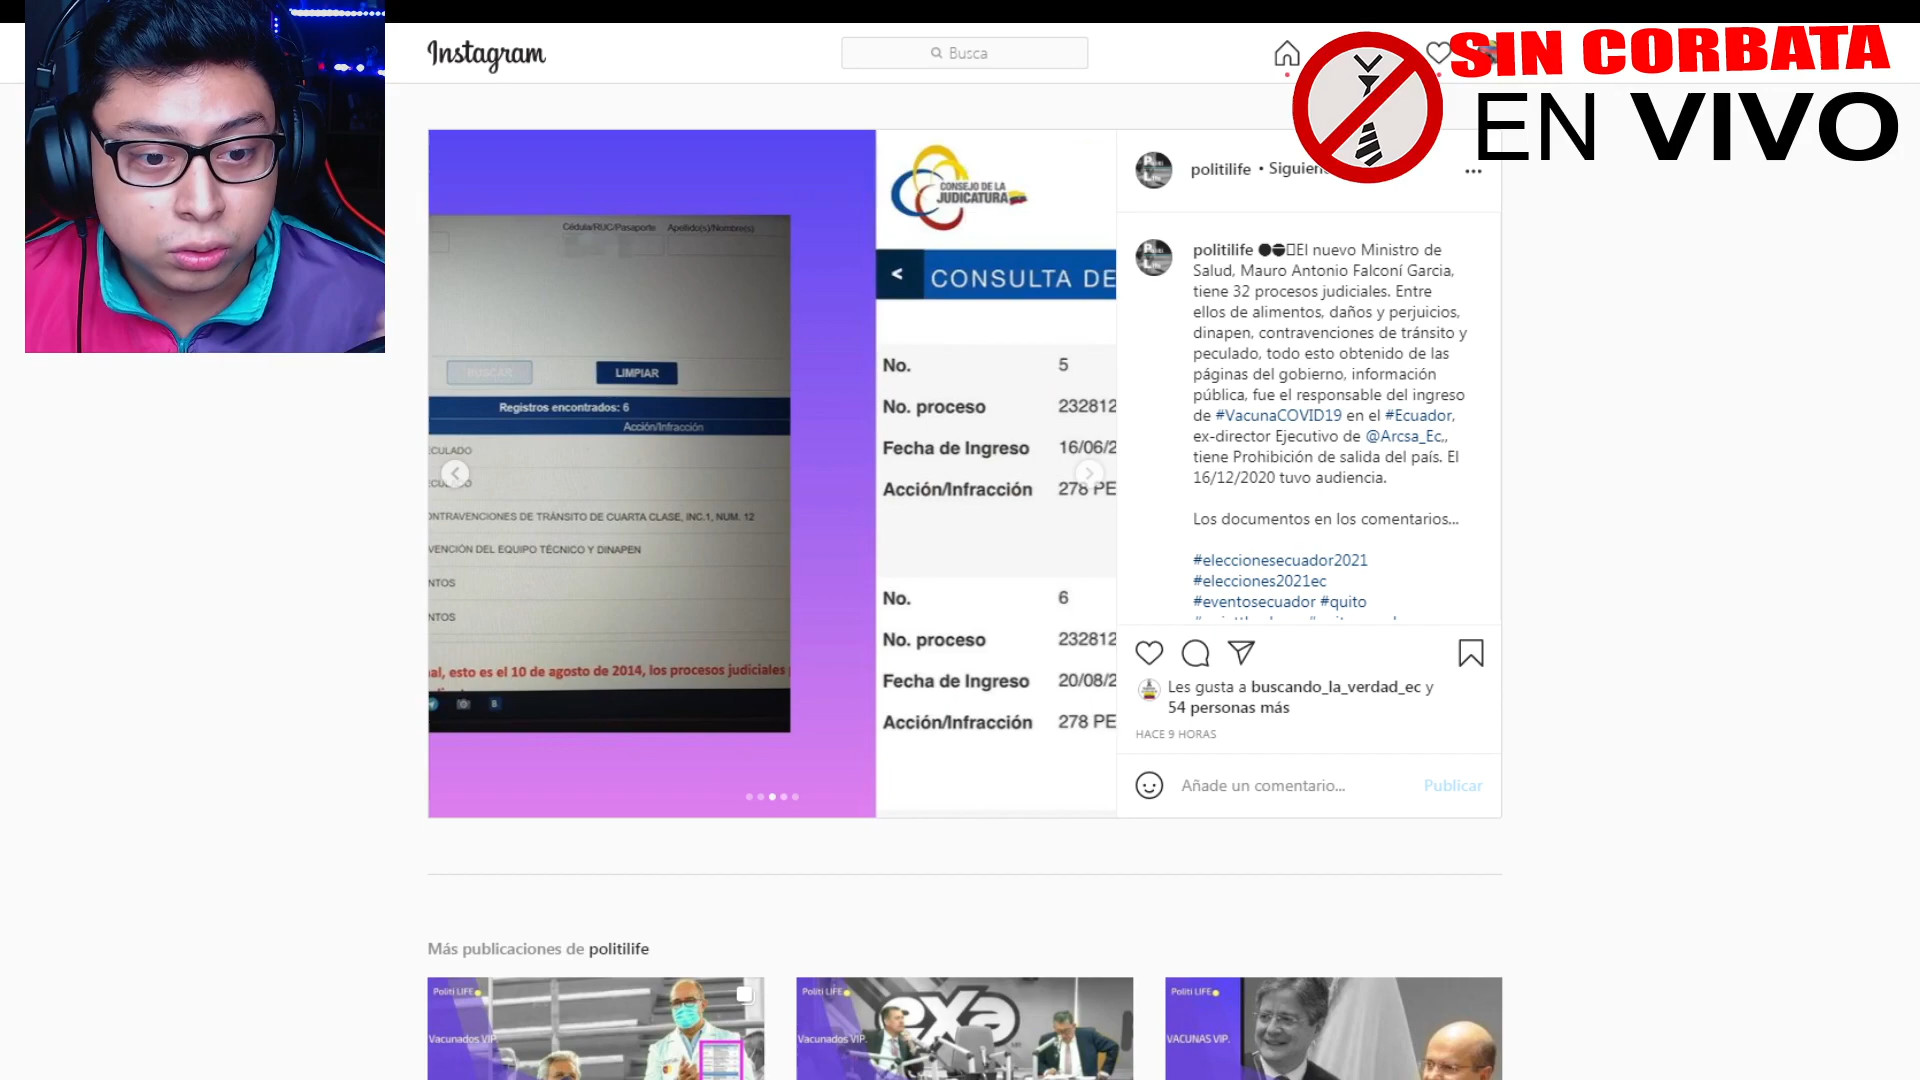 Instagram
Busca
SIN CORBATA
EN VIVO
CONSEJO DE LA
JUDICATURA
politilife •
Cédula/RUC/Pasaporte Apellido(s)/Nombre(s)
BUSCAR
LIMPIAR
Registros encontrados: 6
Acción/Infracción
CULADO
CONTRAVENCIONES DE TRÁNSITO DE CUARTA CLASE, INC.1, NUM. 12
VENCIÓN DEL EQUIPO TÉCNICO Y DINAPEN
NTOS
NTOS
al, esto es el 10 de agosto de 2014, los procesos judiciales
< CONSULTA DE
No. 5
No. proceso 232812
Fecha de Ingreso 16/06/2
Acción/Infracción 278 PE
No. 6
No. proceso 232812
Fecha de Ingreso 20/08/2
Acción/Infracción 278 PE
politilife El nuevo Ministro de
Salud, Mauro Antonio Falconí Garcia,
tiene 32 procesos judiciales. Entre
ellos de alimentos, daños y perjuicios,
dinapen, contravenciones de tránsito y
peculado, todo esto obtenido de las
páginas del gobierno, información
pública, fue el responsable del ingreso
de #VacunaCOVID19 en el #Ecuador,
ex-director Ejecutivo de @Arcsa_Ec,,
tiene Prohibición de salida del país. El
16/12/2020 tuvo audiencia.
Los documentos en los comentarios...
#eleccionesecuador2021
#elecciones2021ec
#eventosecuador #quito
Les gusta a buscando_la_verdad_ec y
54 personas más
HACE 9 HORAS
Añade un comentario... Publicar
Más publicaciones de politilife
Politi LIFE
Vacunados VIP.
Politi LIFE
Vacunados VIP.
exa
Politi LIFE
VACUNAS VIP.